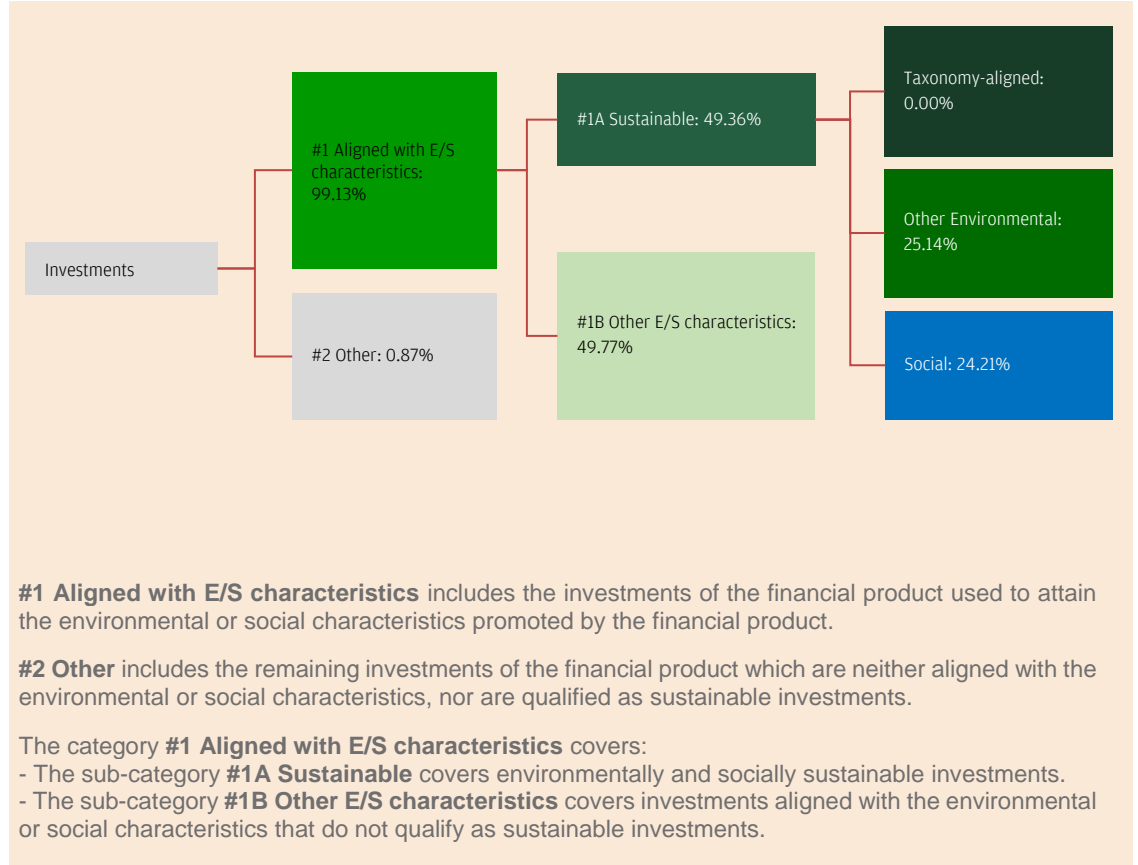 Investments
#1 Aligned with E/S
characteristics:
99.13%
#2 Other: 0.87%
#1A Sustainable: 49.36%
#1B Other E/S characteristics:
49.77%
Taxonomy-aligned:
0.00%
Other Environmental:
25.14%
Social: 24.21%
#1 Aligned with E/S characteristics includes the investments of the financial product used to attain
the environmental or social characteristics promoted by the financial product.
#2 Other includes the remaining investments of the financial product which are neither aligned with the
environmental or social characteristics, nor are qualified as sustainable investments.
The category #1 Aligned with E/S characteristics covers:
- The sub-category #1A Sustainable covers environmentally and socially sustainable investments.
- The sub-category #1B Other E/S characteristics covers investments aligned with the environmental
or social characteristics that do not qualify as sustainable investments.